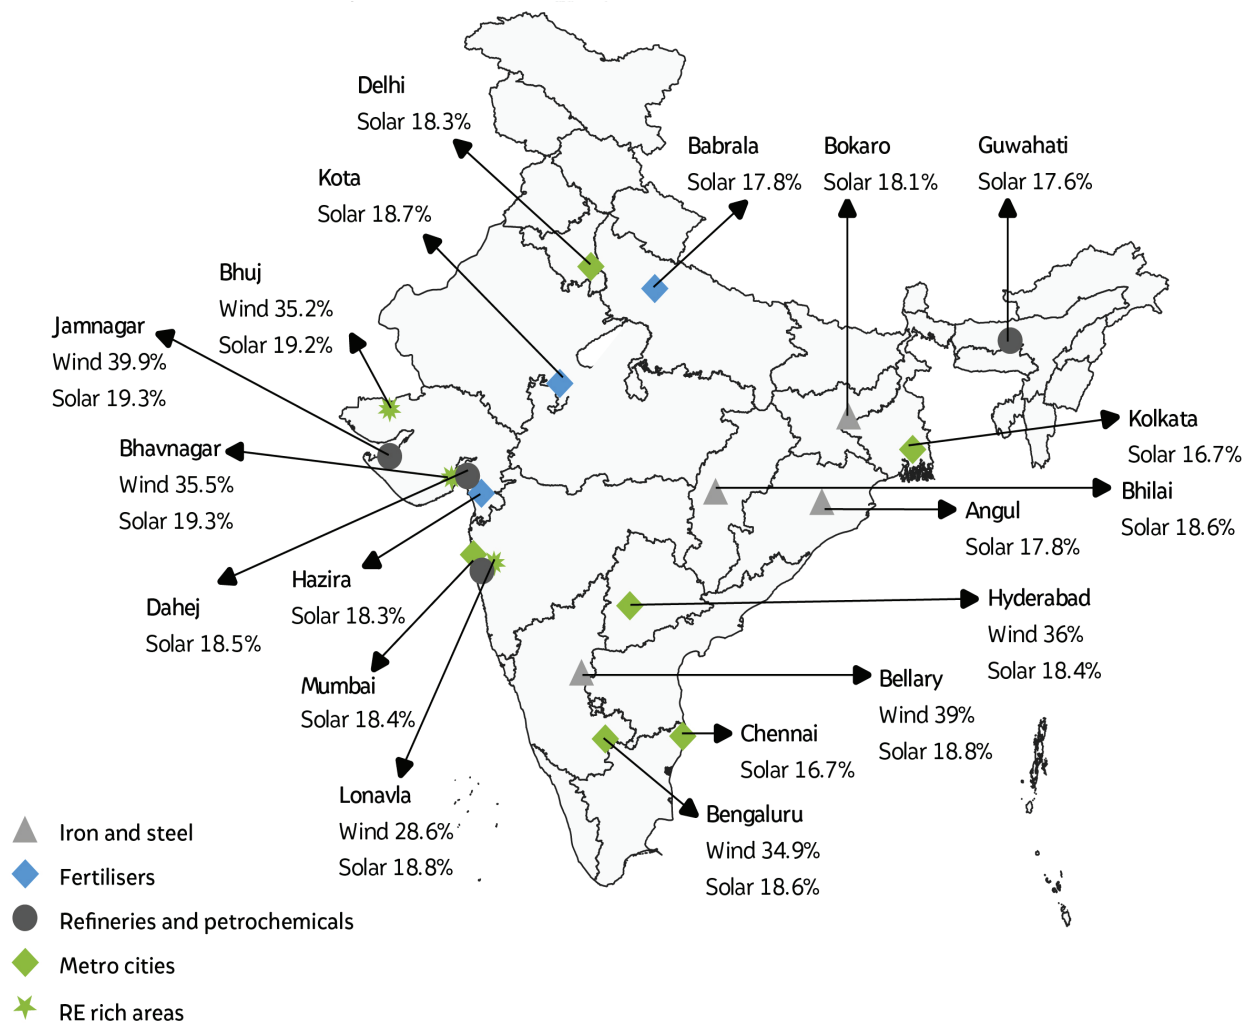 Delhi
Solar 18.3%
Kota
Solar 18.7%
Babrala
Solar 17.8%
Bokaro
Solar 18.1%
Guwahati
Solar 17.6%
Bhuj
Wind 35.2%
Solar 19.2%
Jamnagar
Wind 39.9%
Solar 19.3%
Bhavnagar
Wind 35.5%
Solar 19.3%
Kolkata
Solar 16.7%
Bhilai
Solar 18.6%
Angul
Solar 17.8%
Hazira
Solar 18.3%
Dahej
Solar 18.5%
Hyderabad
Wind 36%
Solar 18.4%
Mumbai
Solar 18.4%
Bellary
Wind 39%
Solar 18.8%
Chennai
Solar 16.7%
Lonavla
Wind 28.6%
Solar 18.8%
Bengaluru
Wind 34.9%
Solar 18.6%
Iron and steel
Fertilisers
Refineries and petrochemicals
Metro cities
RE rich areas